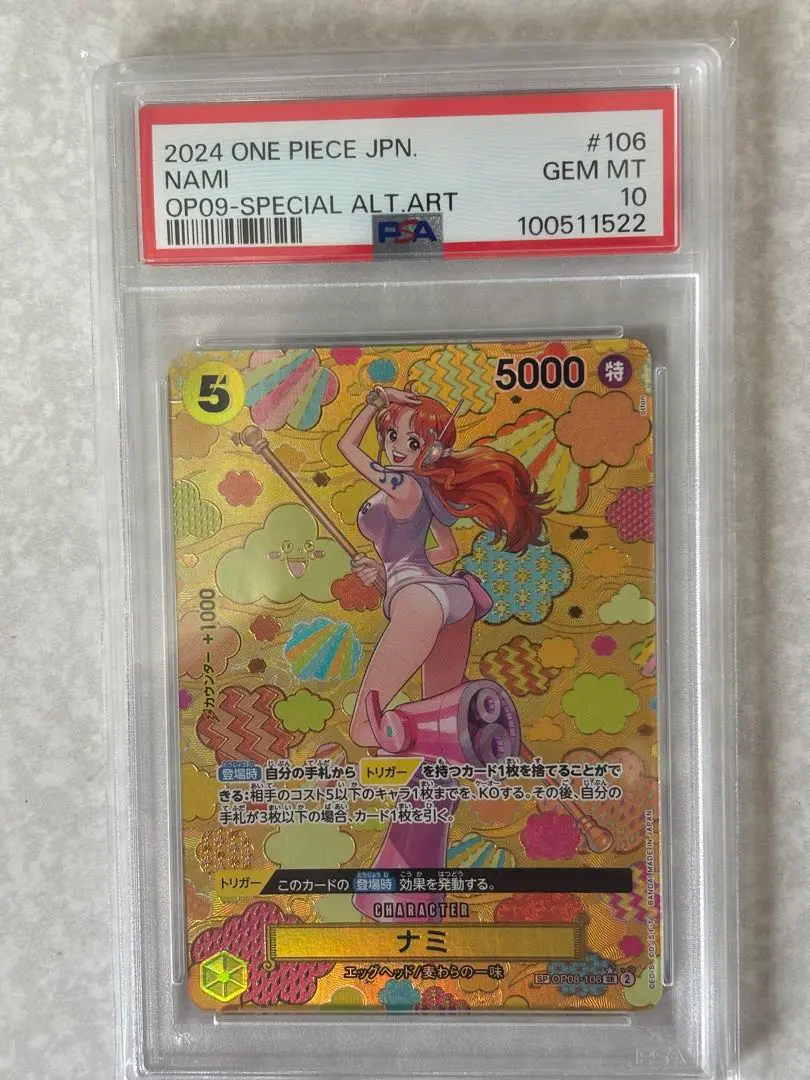 2024 ONE PIECE JPN. #106
NAMI GEM MT
OP09-SPECIAL ALT.ART 10
PSA 100511522
5 5000 特
カウンター +1000
登場時 自分の手札から トリガー を持つカード1枚を捨てることがで
きる:相手のコスト5以下のキャラ1枚までを、KOする。その後、自分の
手札が3枚以下の場合、カード1枚を引く。
トリガー このカードの 登場時 効果を発動する。
CHARACTER
ナミ
エッグヘッド/麦わらの一味
SP OP08-106 SR 2
BANDAI MADE IN JAPAN
PSA